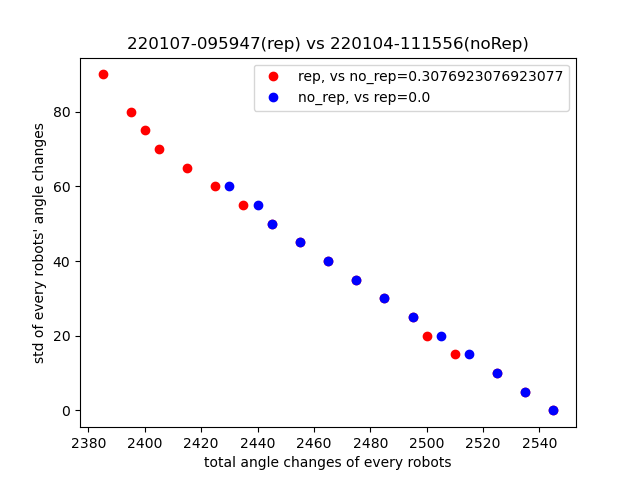 220107-095947(rep) vs 220104-111556(noRep)
rep, vs no_rep=0.3076923076923077
no_rep, vs rep=0.0
std of every robots' angle changes
80
60
40
20
0
2380 2400 2420 2440 2460 2480 2500 2520 2540
total angle changes of every robots